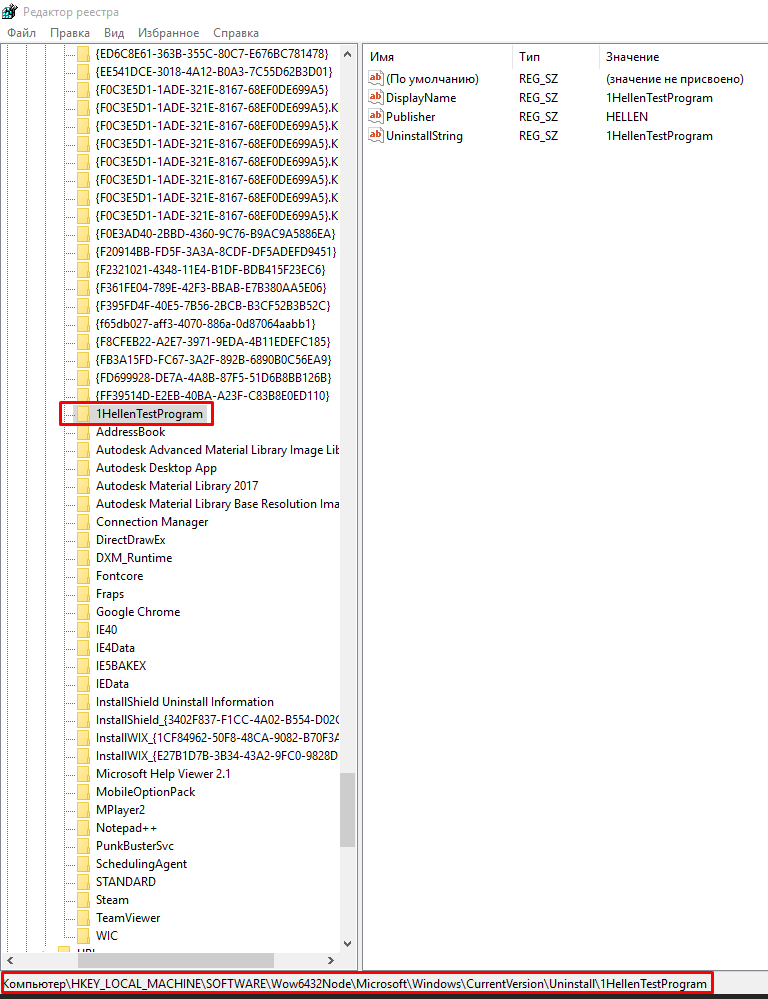 Редактор реестра
Файл Правка Вид Избранное Справка
{ED6C8E61-363B-355C-80C7-E676BC781478}
{EE541DCE-3018-4A12-B0A3-7C55D62B3D01}
{F0C3E5D1-1ADE-321E-8167-68EF0DE699A5}
{F0C3E5D1-1ADE-321E-8167-68EF0DE699A5}.K
{F0C3E5D1-1ADE-321E-8167-68EF0DE699A5}.K
{F0C3E5D1-1ADE-321E-8167-68EF0DE699A5}.K
{F0C3E5D1-1ADE-321E-8167-68EF0DE699A5}.K
{F0C3E5D1-1ADE-321E-8167-68EF0DE699A5}.K
{F0C3E5D1-1ADE-321E-8167-68EF0DE699A5}.K
{F0C3E5D1-1ADE-321E-8167-68EF0DE699A5}.K
{F0E3AD40-2BBD-4360-9C76-B9AC9A5886EA}
{F20914BB-FD5F-3A3A-8CDF-DF5ADEFD9451}
{F2321021-4348-11E4-B1DF-BDB415F23EC6}
{F361FE04-789E-42F3-BBAB-E7B380AA5E06}
{F395FD4F-40E5-7B56-2BCB-B3CF52B3B52C}
{f65db027-aff3-4070-886a-0d87064aabb1}
{F8CFEB22-A2E7-3971-9EDA-4B11EDEFC185}
{FB3A15FD-FC67-3A2F-892B-6890B0C56EA9}
{FD699928-DE7A-4A8B-87F5-51D6B8BB126B}
{FF39514D-E2EB-40BA-A23F-C83B8E0ED110}
1HellenTestProgram
AddressBook
Autodesk Advanced Material Library Image Lib
Autodesk Desktop App
Autodesk Material Library 2017
Autodesk Material Library Base Resolution Ima
Connection Manager
DirectDrawEx
DXM_Runtime
Fontcore
Fraps
Google Chrome
IE40
IE4Data
IE5BAKEX
IEData
InstallShield Uninstall Information
InstallShield_{3402F837-F1CC-4A02-B554-D02C
InstallWIX_{1CF84962-50F8-48CA-9082-B70F3A
InstallWIX_{E27B1D7B-3B34-43A2-9FC0-9828D
Microsoft Help Viewer 2.1
MobileOptionPack
MPlayer2
Notepad++
PunkBusterSvc
SchedulingAgent
STANDARD
Steam
TeamViewer
WIC
Имя Тип Значение
(По умолчанию) REG_SZ (значение не присвоено)
DisplayName REG_SZ 1HellenTestProgram
Publisher REG_SZ HELLEN
UninstallString REG_SZ 1HellenTestProgram
Компьютер\HKEY_LOCAL_MACHINE\SOFTWARE\Wow6432Node\Microsoft\Windows\CurrentVersion\Uninstall\1HellenTestProgram